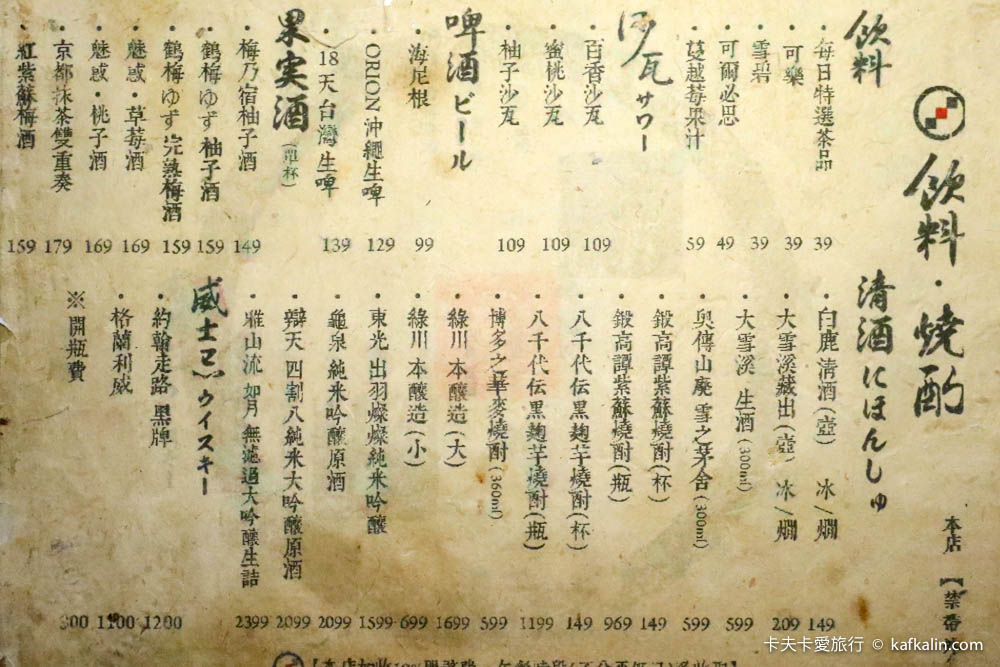 飲料・燒酌
本店 【禁帶
飲料
・每日特選茶品 39
・可樂 39
・雪碧 39
・可爾必思 49
・蔓越莓果汁 59
沙瓦 サワー
・百香沙瓦 109
・蜜桃沙瓦 109
・柚子沙瓦 109
啤酒 ビール
・海尼根 99
・ORION 沖繩生啤 129
・18天台灣生啤 139
果実酒 (單杯)
・梅乃宿柚子酒 149
・鶴梅ゆず 柚子酒 159
・鶴梅ゆず 完熟梅酒 159
・魅惑・草莓酒 169
・魅惑・桃子酒 169
・京都抹茶雙重奏 179
・紅紫蘇梅酒 159
清酒 にほんしゅ
・白鹿清酒(壺) 冰/燗 149
・大雪溪藏出(壺) 冰/燗 209
・大雪溪 生酒(300ml) 599
・奥傳山廢 雪之茅舍(300ml) 599
・鍛高譚紫蘇燒酎(杯) 149
・鍛高譚紫蘇燒酎(瓶) 969
・八千代伝黒麹芋燒酎(杯) 149
・八千代伝黒麹芋燒酎(瓶) 1199
・博多之華麥燒酎(360ml) 599
・綠川 本釀造(大) 1699
・綠川 本釀造(小) 699
・東光 出羽燦燦純米吟釀 1599
・龜泉 純米吟釀原酒 2099
・辯天 四割八純米大吟釀原酒 2099
・雅山流 如月 無濾過大吟釀生詰 2399
威士忌 ウイスキー
・約翰走路 黑牌 1200
・格蘭利威 1100
※開瓶費 300
卡夫卡愛旅行 © kafkalin.com